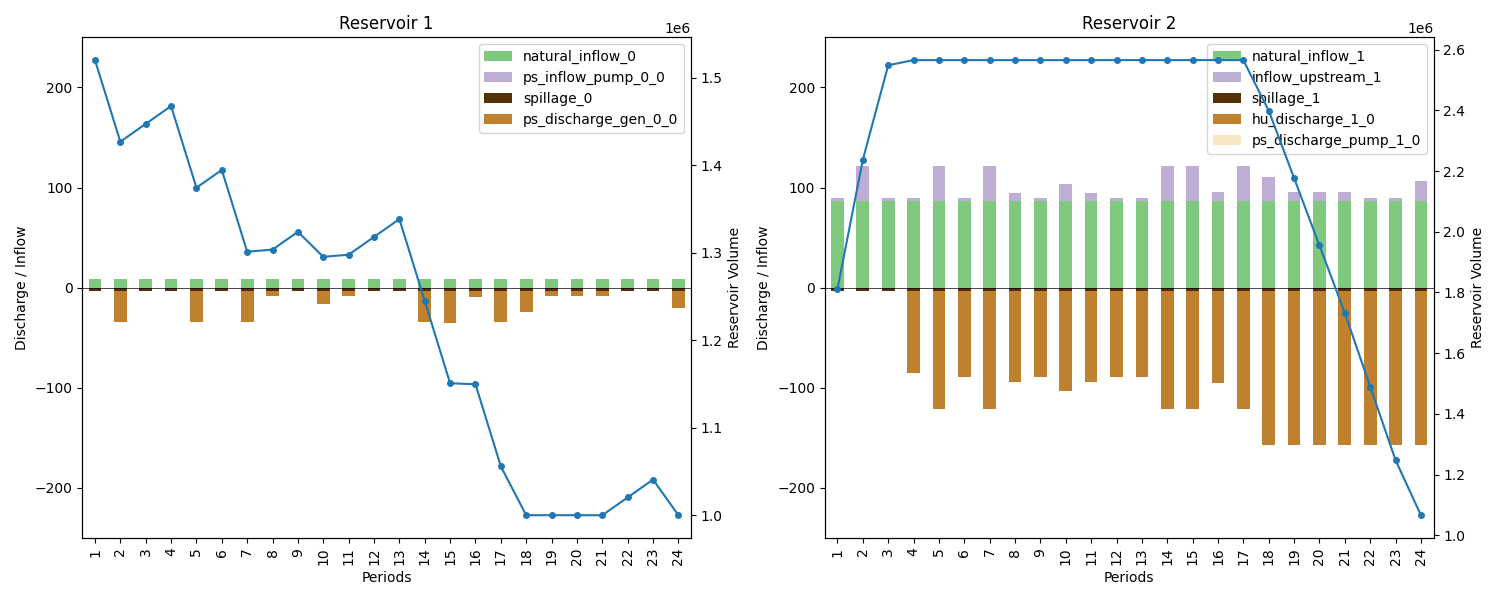 Reservoir 1
1e6
natural_inflow_0
ps_inflow_pump_0_0
spillage_0
ps_discharge_gen_0_0
200
100
0
−100
−200
Discharge / Inflow
1.5
1.4
1.3
1.2
1.1
1.0
Reservoir Volume
1 2 3 4 5 6 7 8 9 10 11 12 13 14 15 16 17 18 19 20 21 22 23 24
Periods
Reservoir 2
1e6
natural_inflow_1
inflow_upstream_1
spillage_1
hu_discharge_1_0
ps_discharge_pump_1_0
200
100
0
−100
−200
Discharge / Inflow
2.6
2.4
2.2
2.0
1.8
1.6
1.4
1.2
1.0
Reservoir Volume
1 2 3 4 5 6 7 8 9 10 11 12 13 14 15 16 17 18 19 20 21 22 23 24
Periods